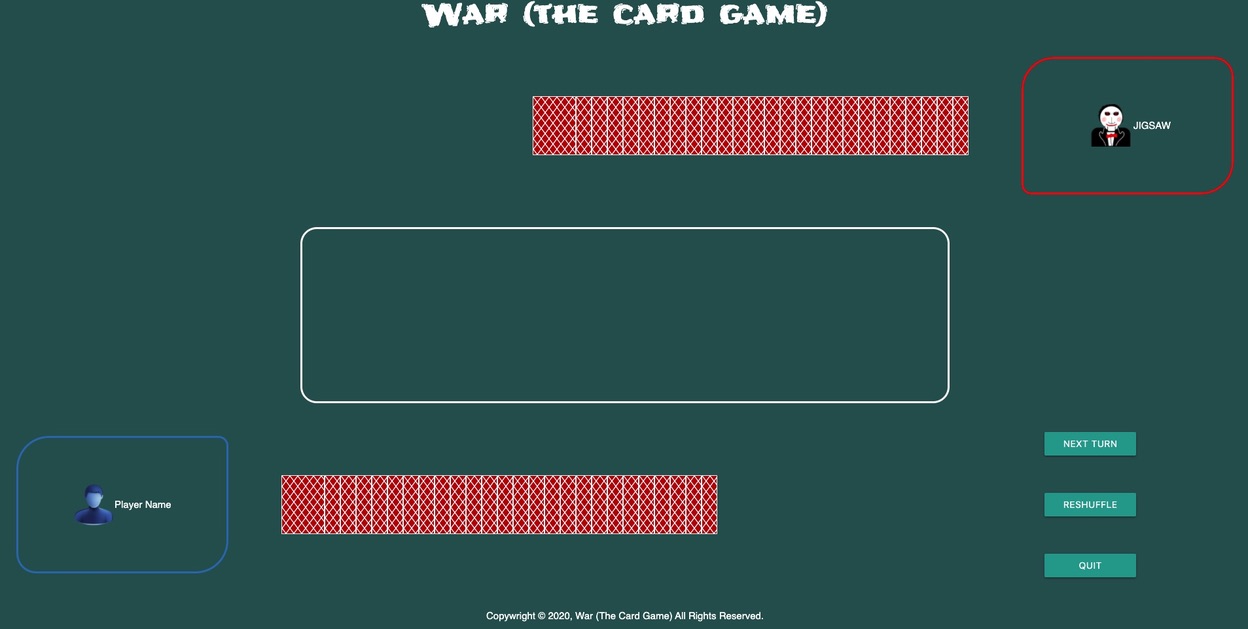 War (the card game)
JIGSAW
NEXT TURN
Player Name
RESHUFFLE
QUIT
Copywright © 2020, War (The Card Game) All Rights Reserved.